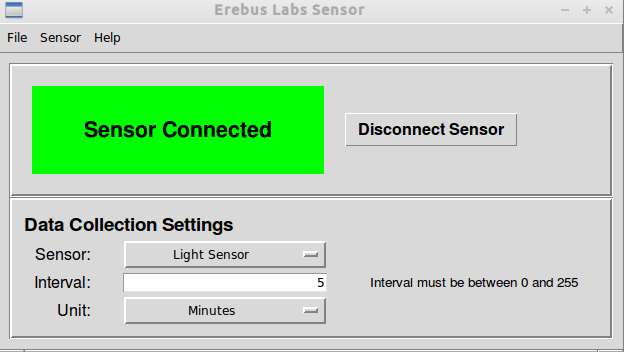 Erebus Labs Sensor
File Sensor Help
Sensor Connected
Disconnect Sensor
Data Collection Settings
Sensor: Light Sensor
Interval: 5 Interval must be between 0 and 255
Unit: Minutes